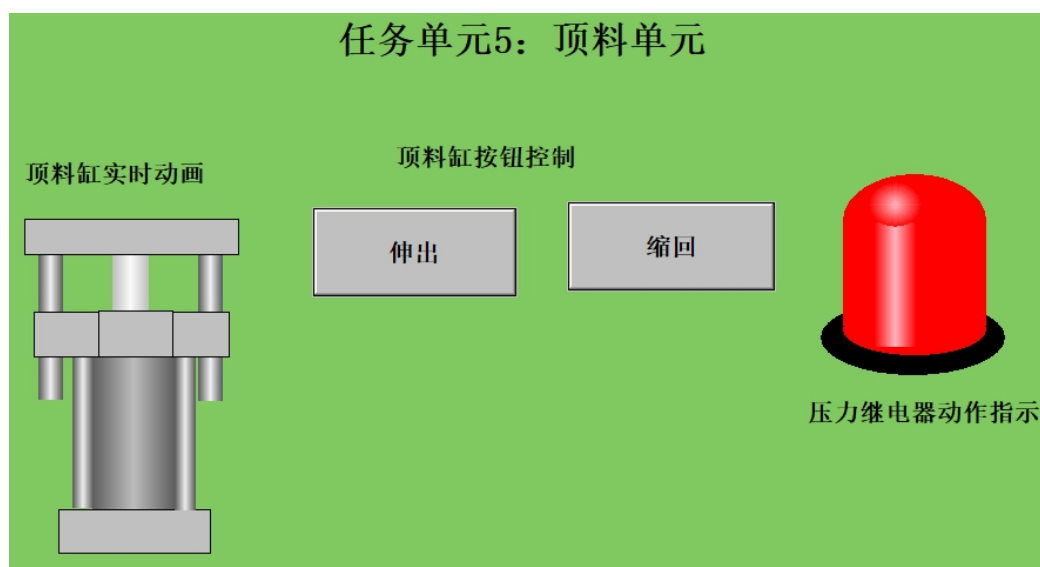 任务单元5：顶料单元
顶料缸按钮控制
顶料缸实时动画
伸出
缩回
压力继电器动作指示